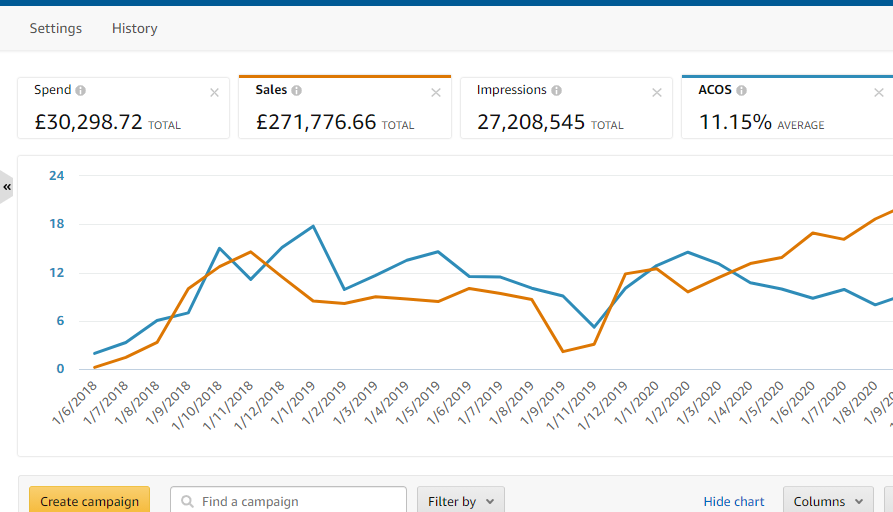 Settings History
Spend Sales Impressions ACOS
£30,298.72 TOTAL £271,776.66 TOTAL 27,208,545 TOTAL 11.15% AVERAGE
24
18
12
6
0
1/6/2018 1/7/2018 1/8/2018 1/9/2018 1/10/2018 1/11/2018 1/12/2018 1/1/2019 1/2/2019 1/3/2019 1/4/2019 1/5/2019 1/6/2019 1/7/2019 1/8/2019 1/9/2019 1/11/2019 1/12/2019 1/1/2020 1/2/2020 1/3/2020 1/4/2020 1/5/2020 1/6/2020 1/7/2020 1/8/2020
Create campaign Find a campaign Filter by Hide chart Columns